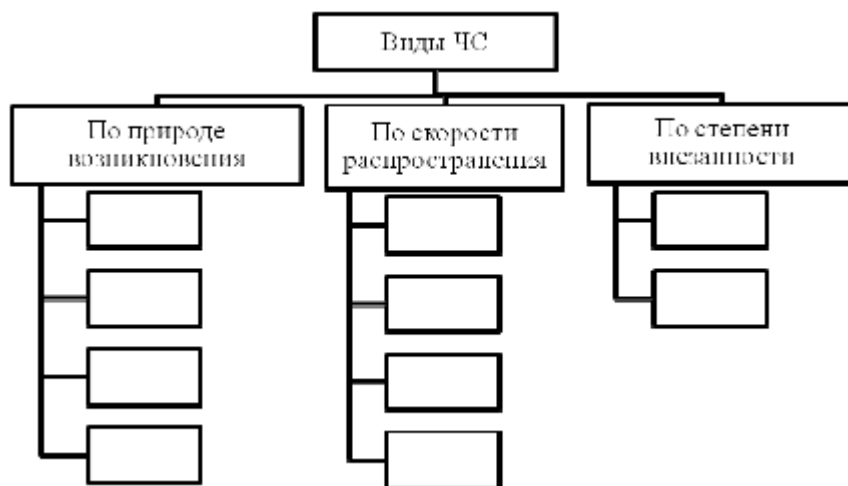 Виды ЧС
По природе
возникновения
По скорости
распространения
По степени
внезапности